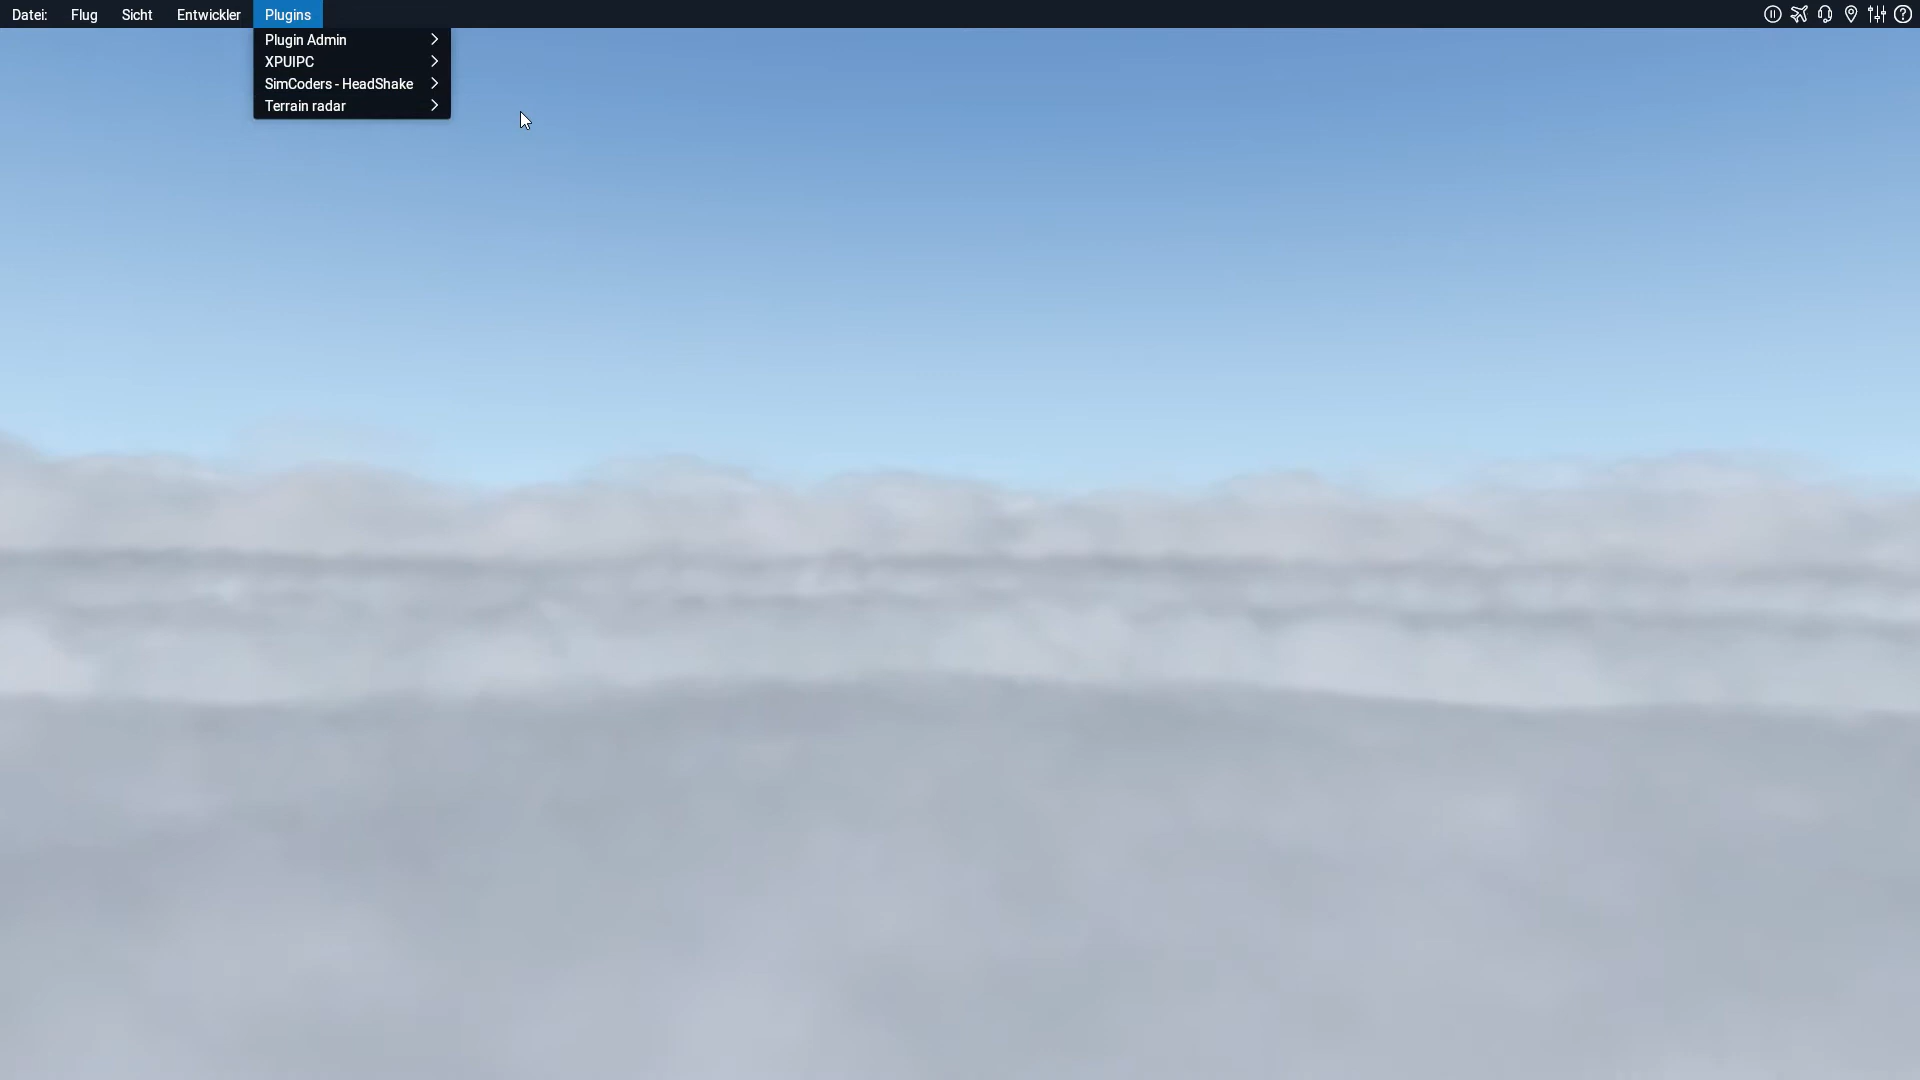 Datei: Flug Sicht Entwickler Plugins
Plugin Admin
XPUIPC
SimCoders - HeadShake
Terrain radar